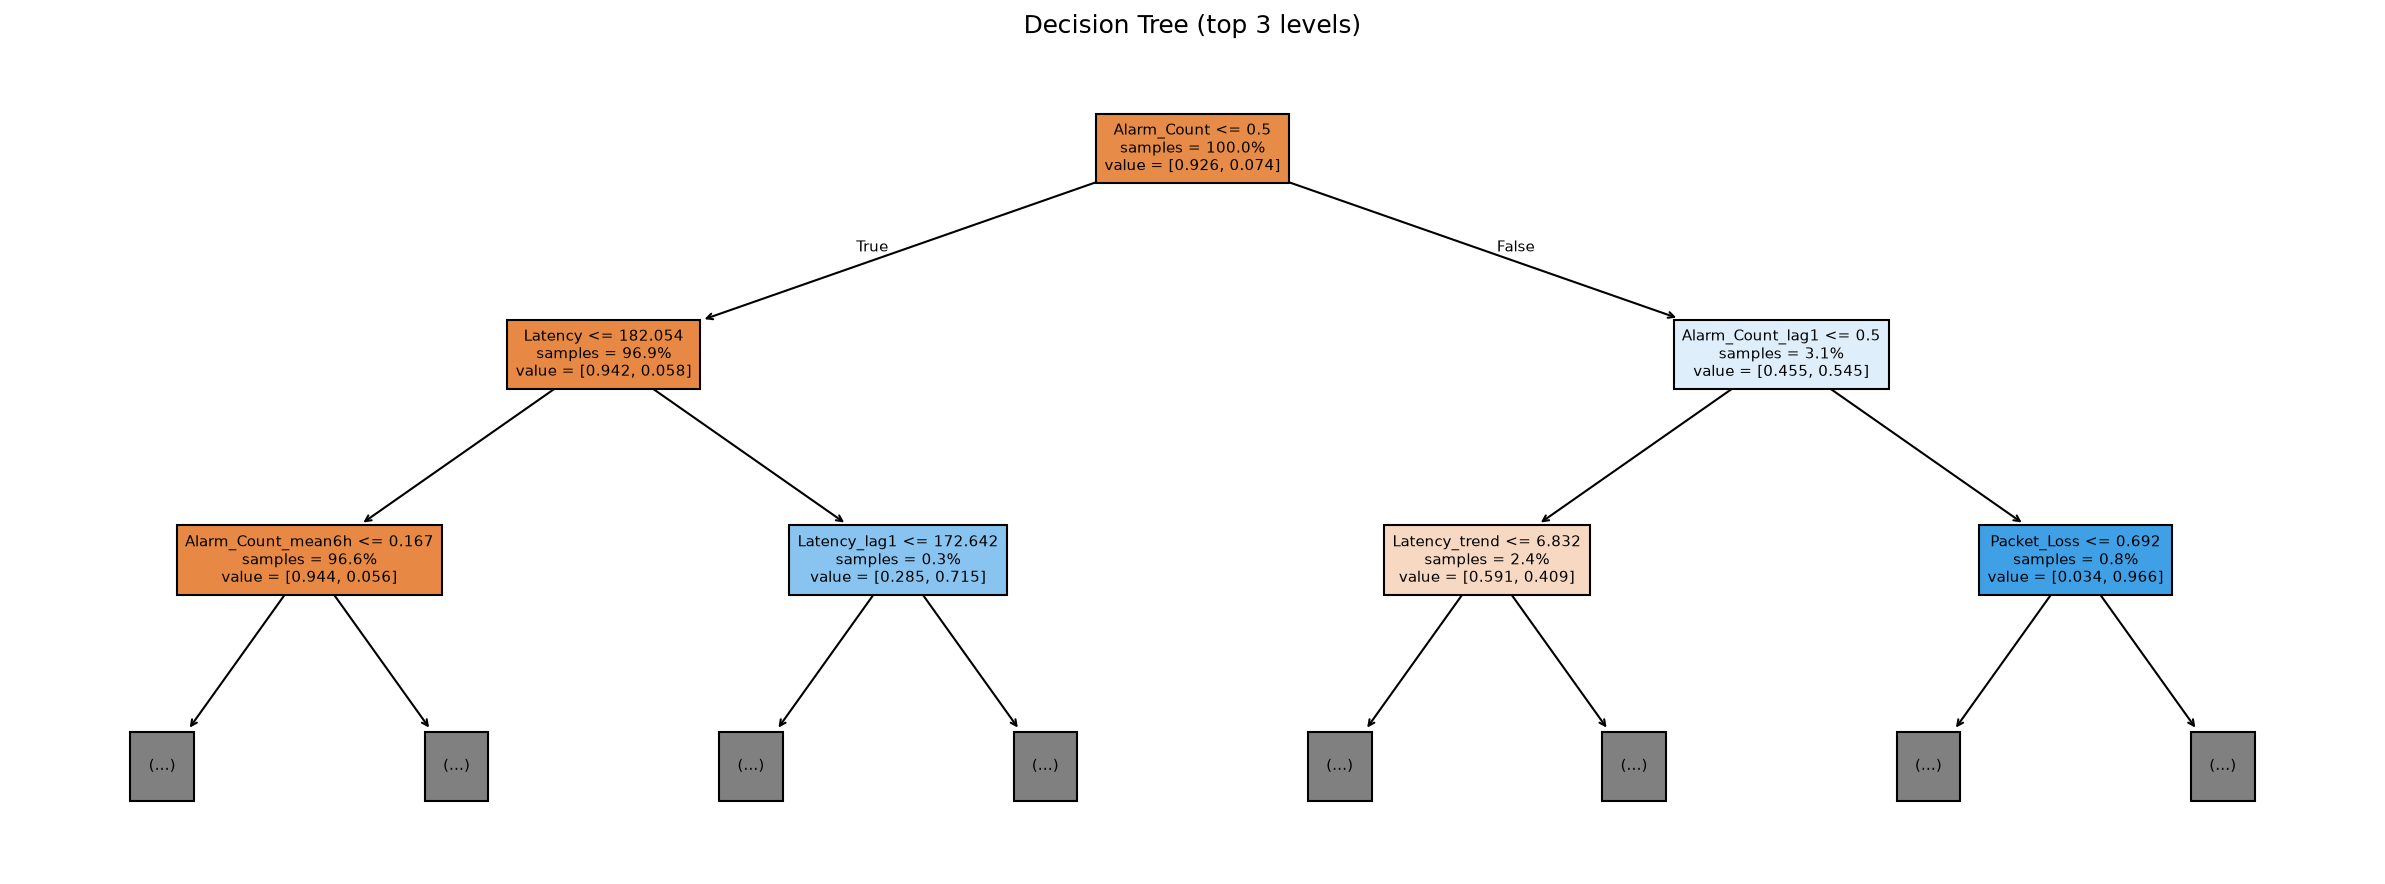 Decision Tree (top 3 levels)
Alarm_Count <= 0.5
samples = 100.0%
value = [0.926, 0.074]
True
False
Latency <= 182.054
samples = 96.9%
value = [0.942, 0.058]
Alarm_Count_lag1 <= 0.5
samples = 3.1%
value = [0.455, 0.545]
Alarm_Count_mean6h <= 0.167
samples = 96.6%
value = [0.944, 0.056]
Latency_lag1 <= 172.642
samples = 0.3%
value = [0.285, 0.715]
Latency_trend <= 6.832
samples = 2.4%
value = [0.591, 0.409]
Packet_Loss <= 0.692
samples = 0.8%
value = [0.034, 0.966]
(...)
(...)
(...)
(...)
(...)
(...)
(...)
(...)